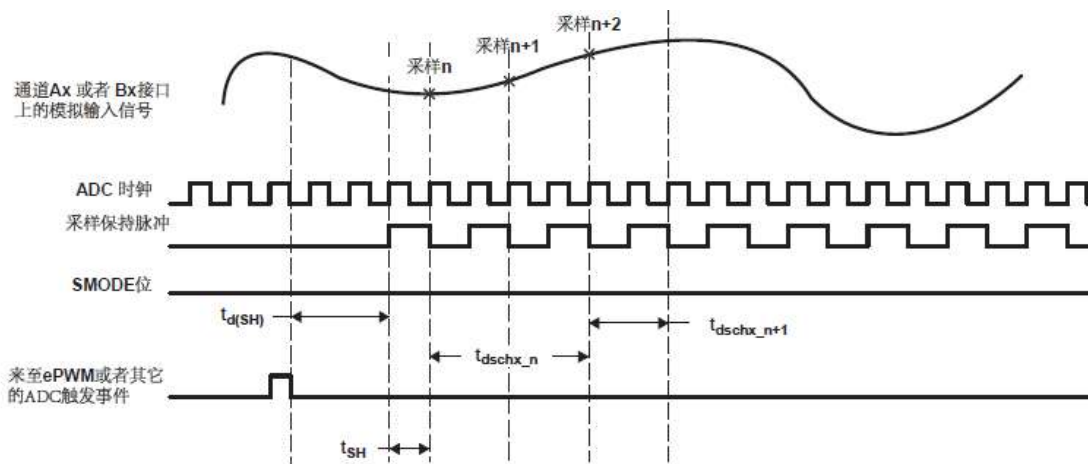 采样n
采样n+1
采样n+2
通道Ax 或者 Bx接口
上的模拟输入信号
ADC 时钟
采样保持脉冲
SMODE位
td(SH)
tdschx_n
tdschx_n+1
来至ePWM或者其它
的ADC触发事件
tSH